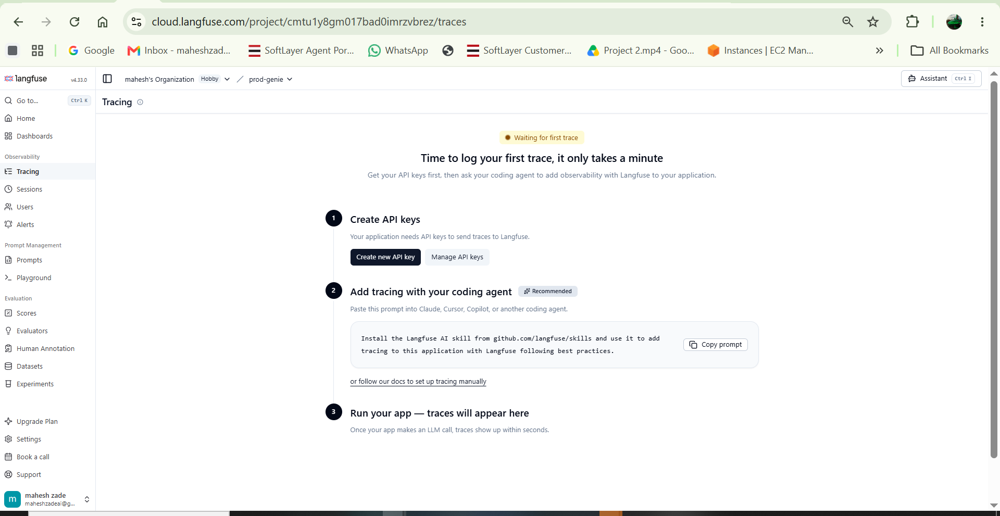 cloud.langfuse.com/project/cmtu1y8gm017bad0imrzvbrez/traces
Google
Inbox - maheshzad...
SoftLayer Agent Por...
WhatsApp
SoftLayer Customer...
Project 2.mp4 - Goo...
Instances | EC2 Man...
All Bookmarks
langfuse
v4.33.0
mahesh's Organization
Hobby
prod-genie
Assistant
Ctrl I
Go to...
Ctrl K
Tracing
Home
Dashboards
Observability
Tracing
Sessions
Users
Alerts
Prompt Management
Prompts
Playground
Evaluation
Scores
Evaluators
Human Annotation
Datasets
Experiments
Upgrade Plan
Settings
Book a call
Support
m
mahesh zade
maheshzadeai@g...
Waiting for first trace
Time to log your first trace, it only takes a minute
Get your API keys first, then ask your coding agent to add observability with Langfuse to your application.
1
Create API keys
Your application needs API keys to send traces to Langfuse.
Create new API key
Manage API keys
2
Add tracing with your coding agent
Recommended
Paste this prompt into Claude, Cursor, Copilot, or another coding agent.
Install the Langfuse AI skill from github.com/langfuse/skills and use it to add
tracing to this application with Langfuse following best practices.
Copy prompt
or follow our docs to set up tracing manually
3
Run your app — traces will appear here
Once your app makes an LLM call, traces show up within seconds.